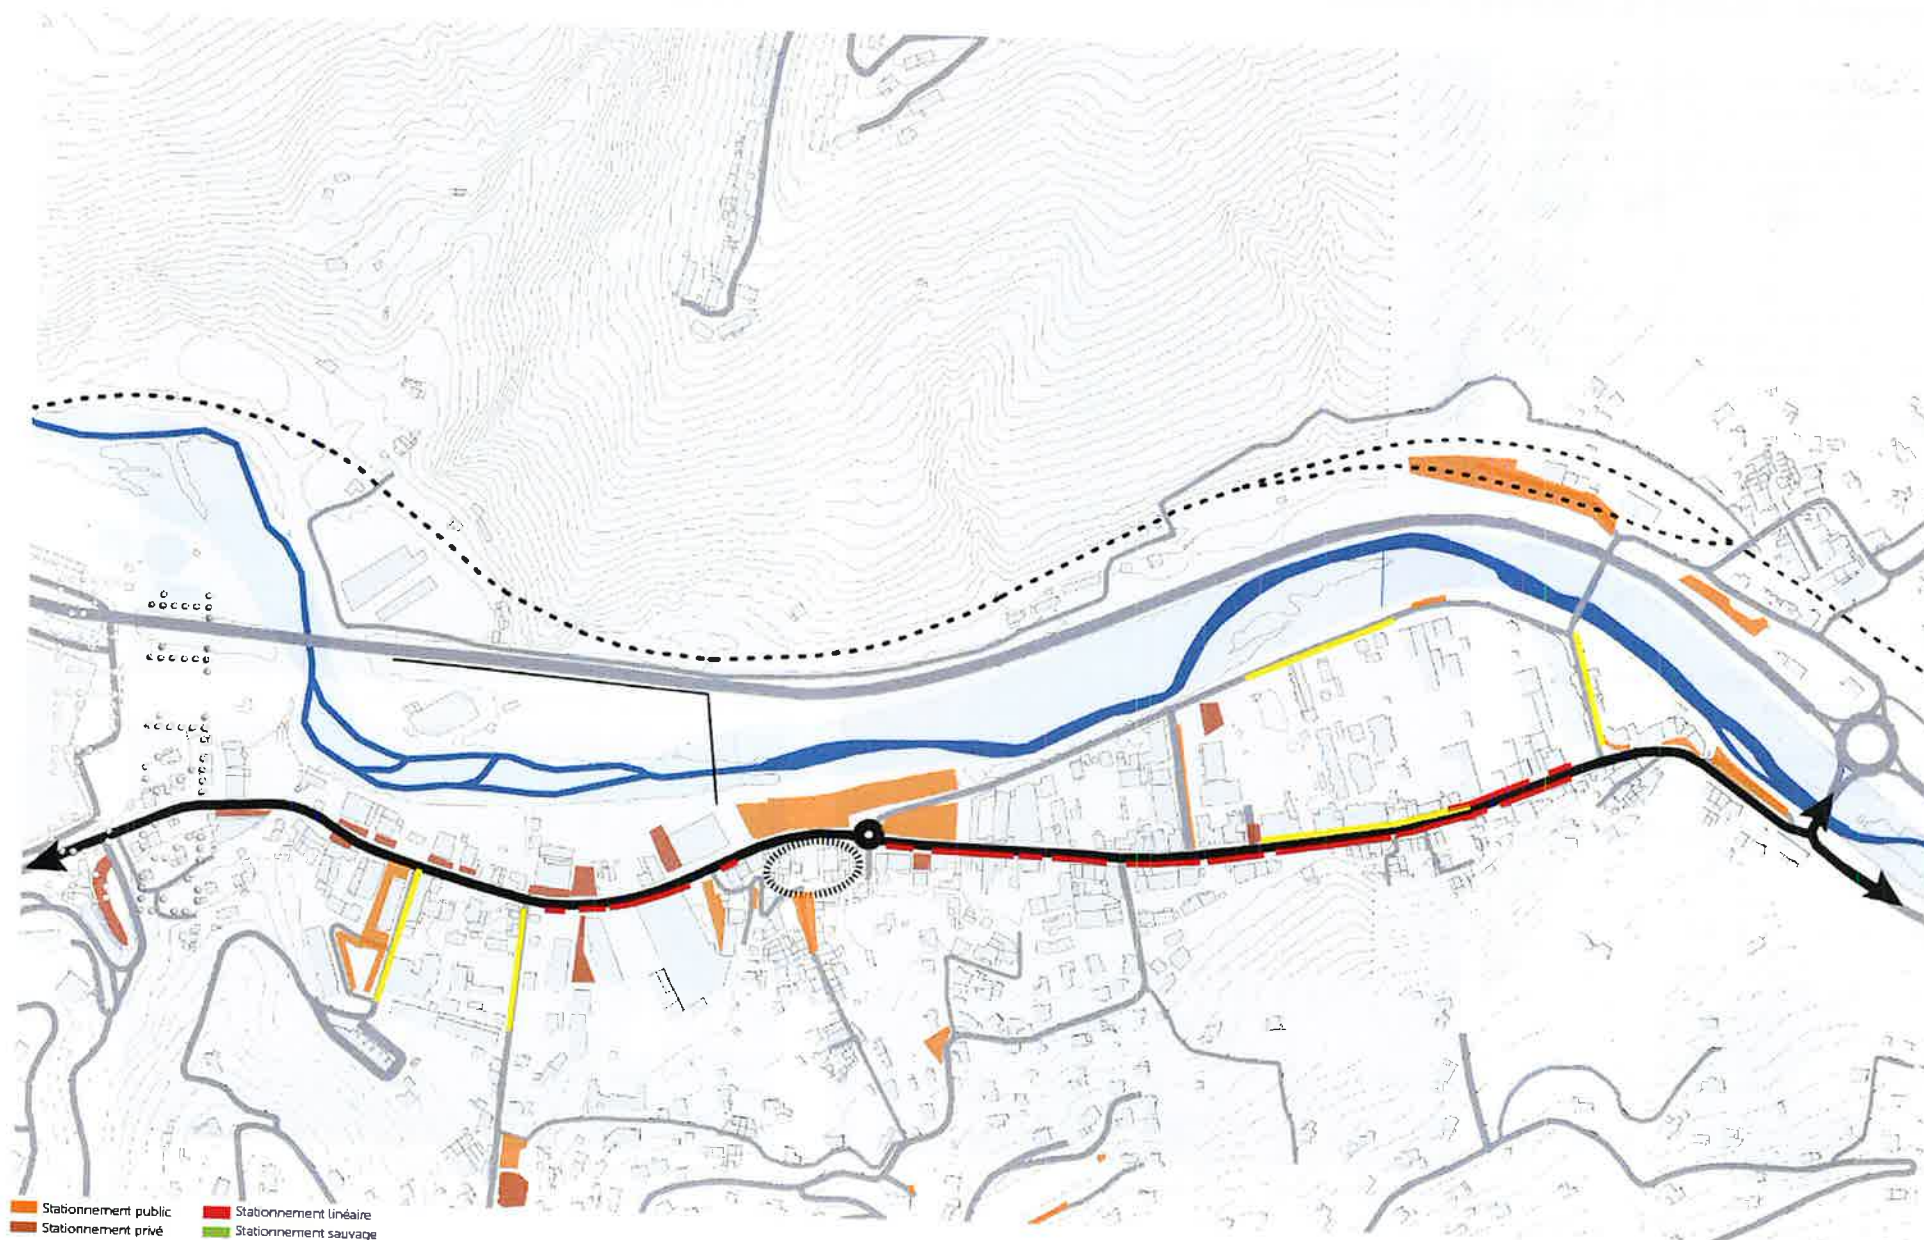 Stationnement public
Stationnement privé
Stationnement linéaire
Stationnement sauvage